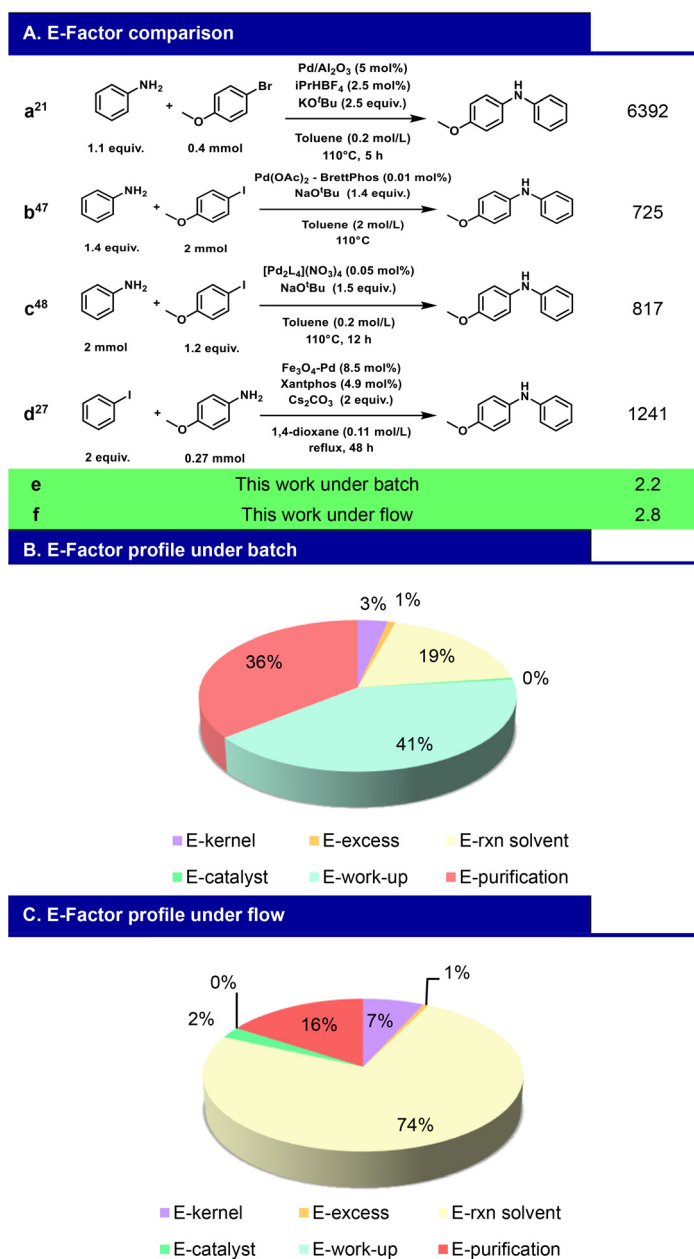 A. E-Factor comparison
a21
NH2
+
Br
O
1.1 equiv.
0.4 mmol
Pd/Al2O3 (5 mol%)
iPrHBF4 (2.5 mol%)
KOtBu (2.5 equiv.)
Toluene (0.2 mol/L)
110°C, 5 h
H
N
O
6392
b47
NH2
+
I
O
1.4 equiv.
2 mmol
Pd(OAc)2 - BrettPhos (0.01 mol%)
NaOtBu (1.4 equiv.)
Toluene (2 mol/L)
110°C
H
N
O
725
c48
NH2
+
I
O
2 mmol
1.2 equiv.
[Pd2L4](NO3)4 (0.05 mol%)
NaOtBu (1.5 equiv.)
Toluene (0.2 mol/L)
110°C, 12 h
H
N
O
817
d27
I
+
NH2
O
2 equiv.
0.27 mmol
Fe3O4-Pd (8.5 mol%)
Xantphos (4.9 mol%)
Cs2CO3 (2 equiv.)
1,4-dioxane (0.11 mol/L)
reflux, 48 h
H
N
O
1241
e This work under batch 2.2
f This work under flow 2.8
B. E-Factor profile under batch
3% 1%
36% 19%
0%
41%
E-kernel E-excess E-rxn solvent
E-catalyst E-work-up E-purification
C. E-Factor profile under flow
0% 1%
2% 16% 7%
74%
E-kernel E-excess E-rxn solvent
E-catalyst E-work-up E-purification